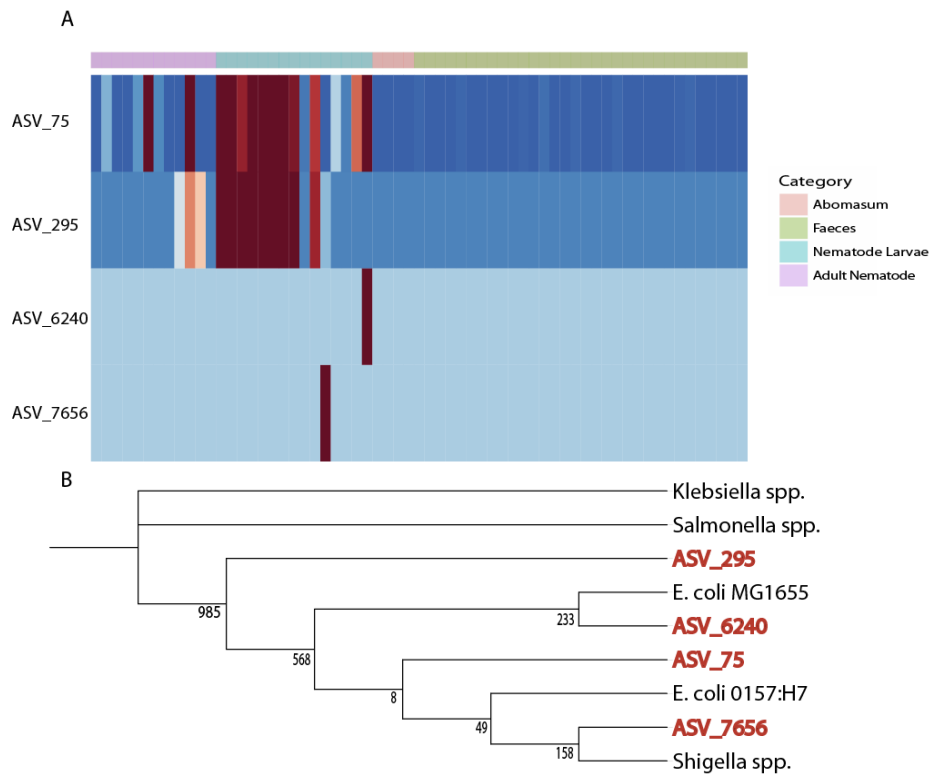 A
ASV_75
ASV_295
ASV_6240
ASV_7656
Category
Abomasum
Faeces
Nematode Larvae
Adult Nematode
B
Klebsiella spp.
Salmonella spp.
ASV_295
985
E. coli MG1655
233
ASV_6240
568
ASV_75
8
E. coli 0157:H7
49
ASV_7656
158
Shigella spp.